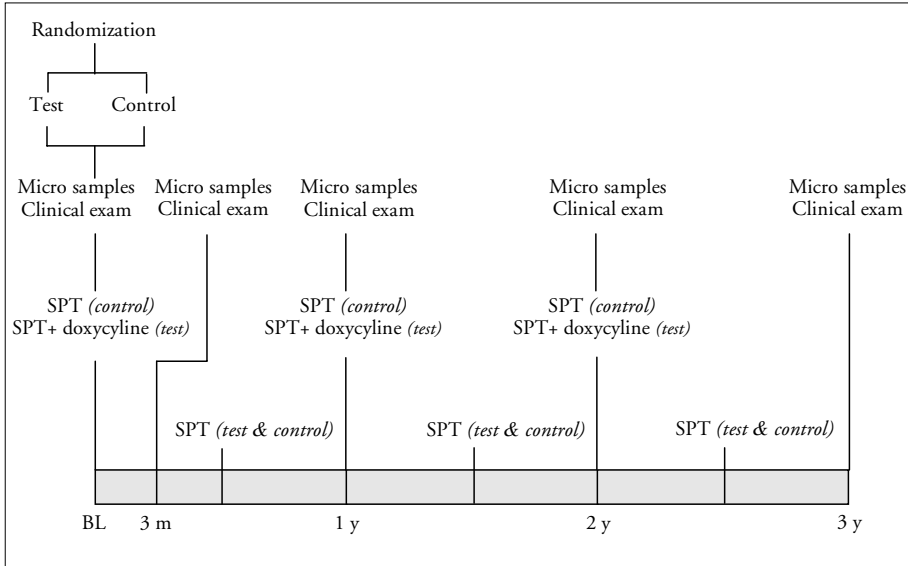 Randomization
Test Control
Micro samples Micro samples Micro samples Micro samples Micro samples
Clinical exam Clinical exam Clinical exam Clinical exam Clinical exam
SPT (control) SPT (control) SPT (control)
SPT+ doxycyline (test) SPT+ doxycyline (test) SPT+ doxycyline (test)
SPT (test & control) SPT (test & control) SPT (test & control)
BL 3 m 1 y 2 y 3 y